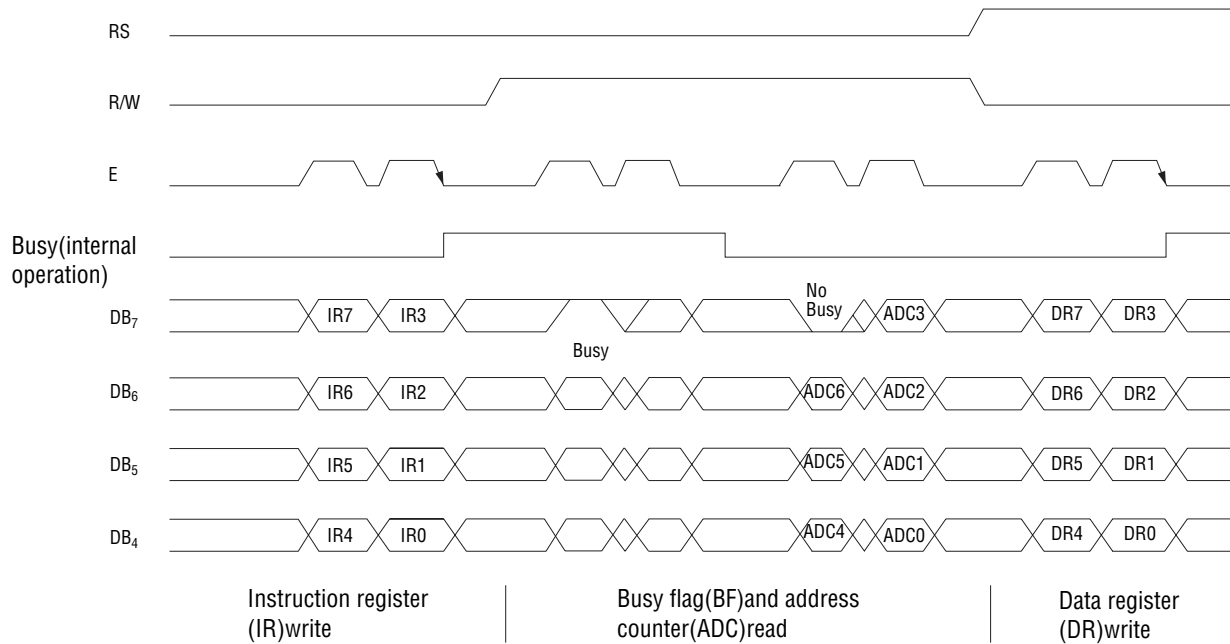 RS
R/W
E
Busy(internal
operation)
DB₇ IR7 IR3 No
Busy ADC3 DR7 DR3
Busy
DB₆ IR6 IR2 ADC6 ADC2 DR6 DR2
DB₅ IR5 IR1 ADC5 ADC1 DR5 DR1
DB₄ IR4 IR0 ADC4 ADC0 DR4 DR0
Instruction register
(IR)write
Busy flag(BF)and address
counter(ADC)read
Data register
(DR)write